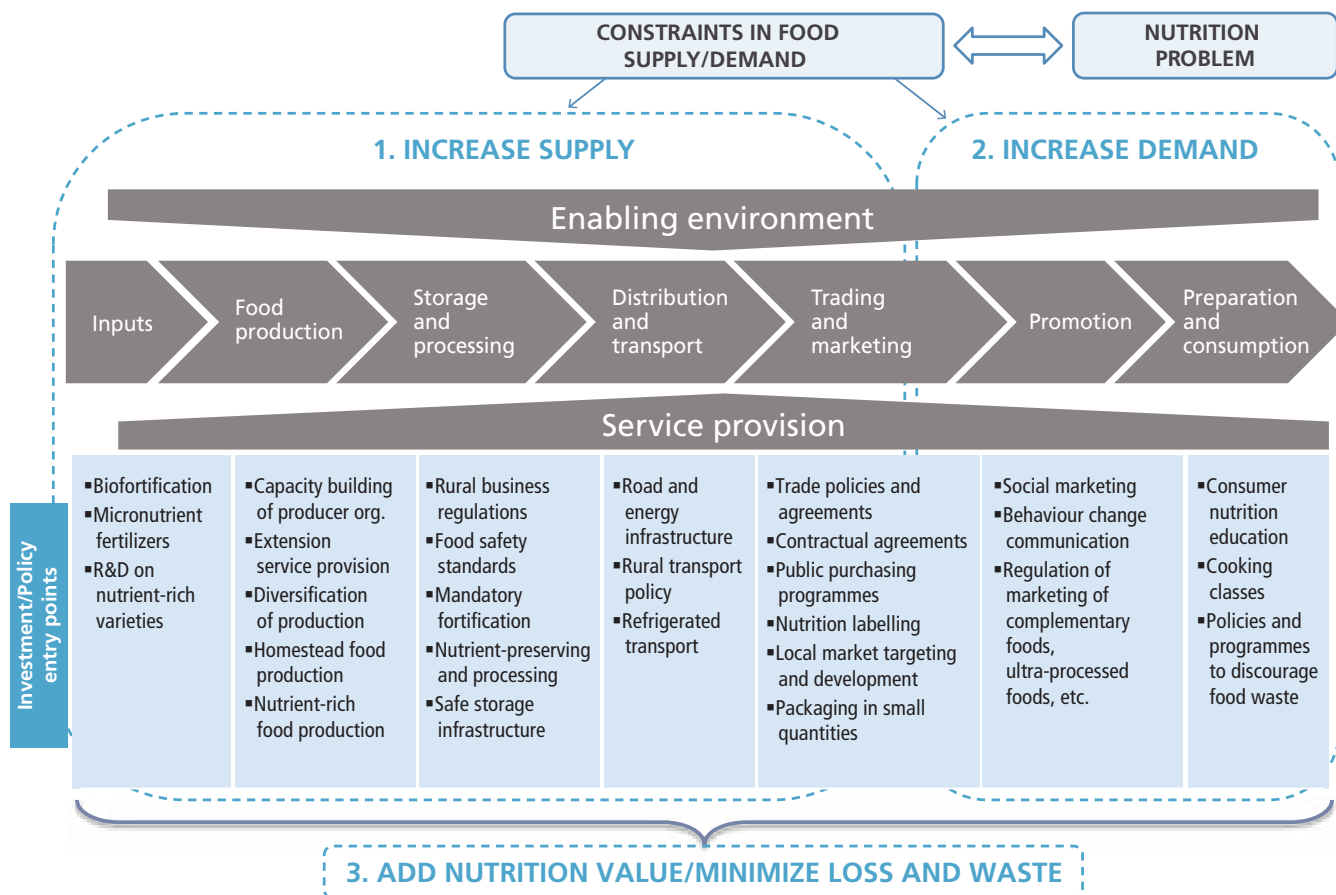 CONSTRAINTS IN FOOD
SUPPLY/DEMAND
NUTRITION
PROBLEM
1. INCREASE SUPPLY
2. INCREASE DEMAND
Enabling environment
Inputs
Food
production
Storage
and
processing
Distribution
and
transport
Trading
and
marketing
Promotion
Preparation
and
consumption
Service provision
Investment/Policy
entry points
▪Biofortification
▪Micronutrient
fertilizers
▪R&D on
nutrient-rich
varieties
▪Capacity building
of producer org.
▪Extension
service provision
▪Diversification
of production
▪Homestead food
production
▪Nutrient-rich
food production
▪Rural business
regulations
▪Food safety
standards
▪Mandatory
fortification
▪Nutrient-preserving
and processing
▪Safe storage
infrastructure
▪Road and
energy
infrastructure
▪Rural transport
policy
▪Refrigerated
transport
▪Trade policies and
agreements
▪Contractual agreements
▪Public purchasing
programmes
▪Nutrition labelling
▪Local market targeting
and development
▪Packaging in small
quantities
▪Social marketing
▪Behaviour change
communication
▪Regulation of
marketing of
complementary
foods,
ultra-processed
foods, etc.
▪Consumer
nutrition
education
▪Cooking
classes
▪Policies and
programmes
to discourage
food waste
3. ADD NUTRITION VALUE/MINIMIZE LOSS AND WASTE